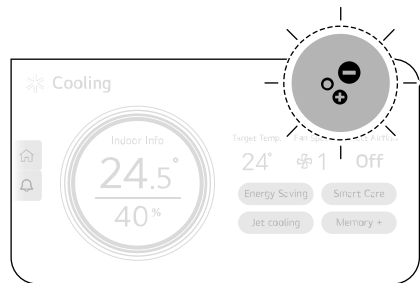 Cooling
Indoor Info
24.5°
40%
Target Temp.
24° 1 Off
Energy Saving Smart Care
Jet cooling Memory +